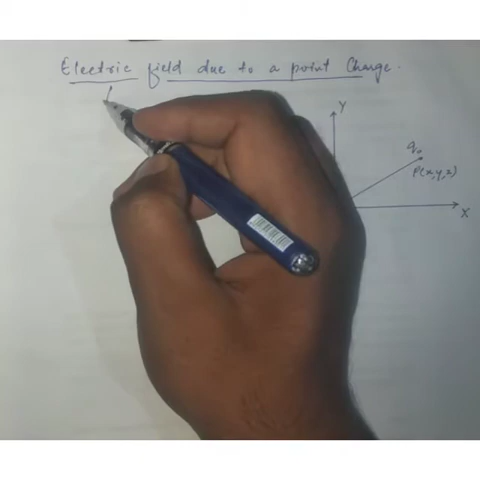 Electric field due to a point Charge.
Y
q₀
P(x,y,z)
X